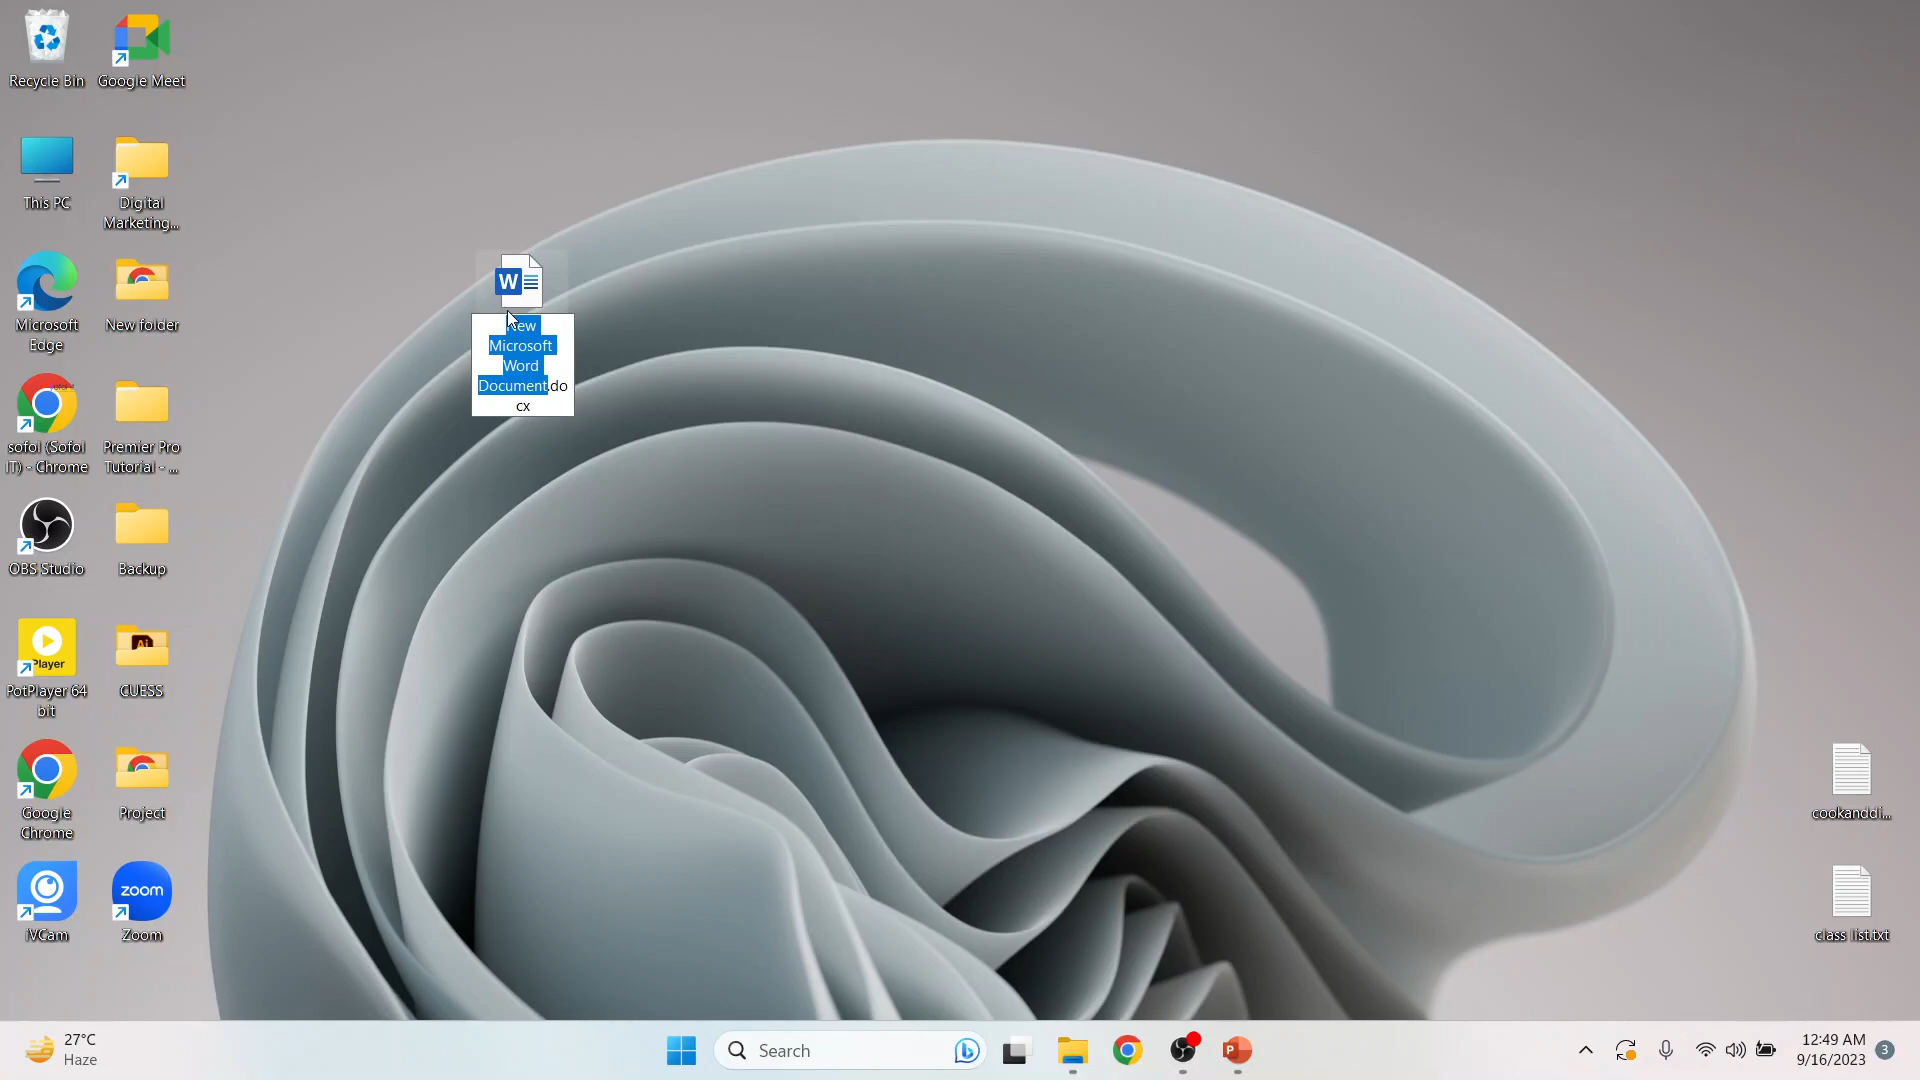 Recycle Bin
Google Meet
This PC
Digital
Marketing...
Microsoft
Edge
New folder
W
New
Microsoft
Word
Document.do
cx
sofol (Sofol
IT) - Chrome
Premier Pro
Tutorial - ...
OBS Studio
Backup
Player
PotPlayer 64
bit
Ai
CUESS
Google
Chrome
Project
iVCam
zoom
Zoom
cookanddi...
class list.txt
27°C
Haze
Search
P
12:49 AM
9/16/2023
3